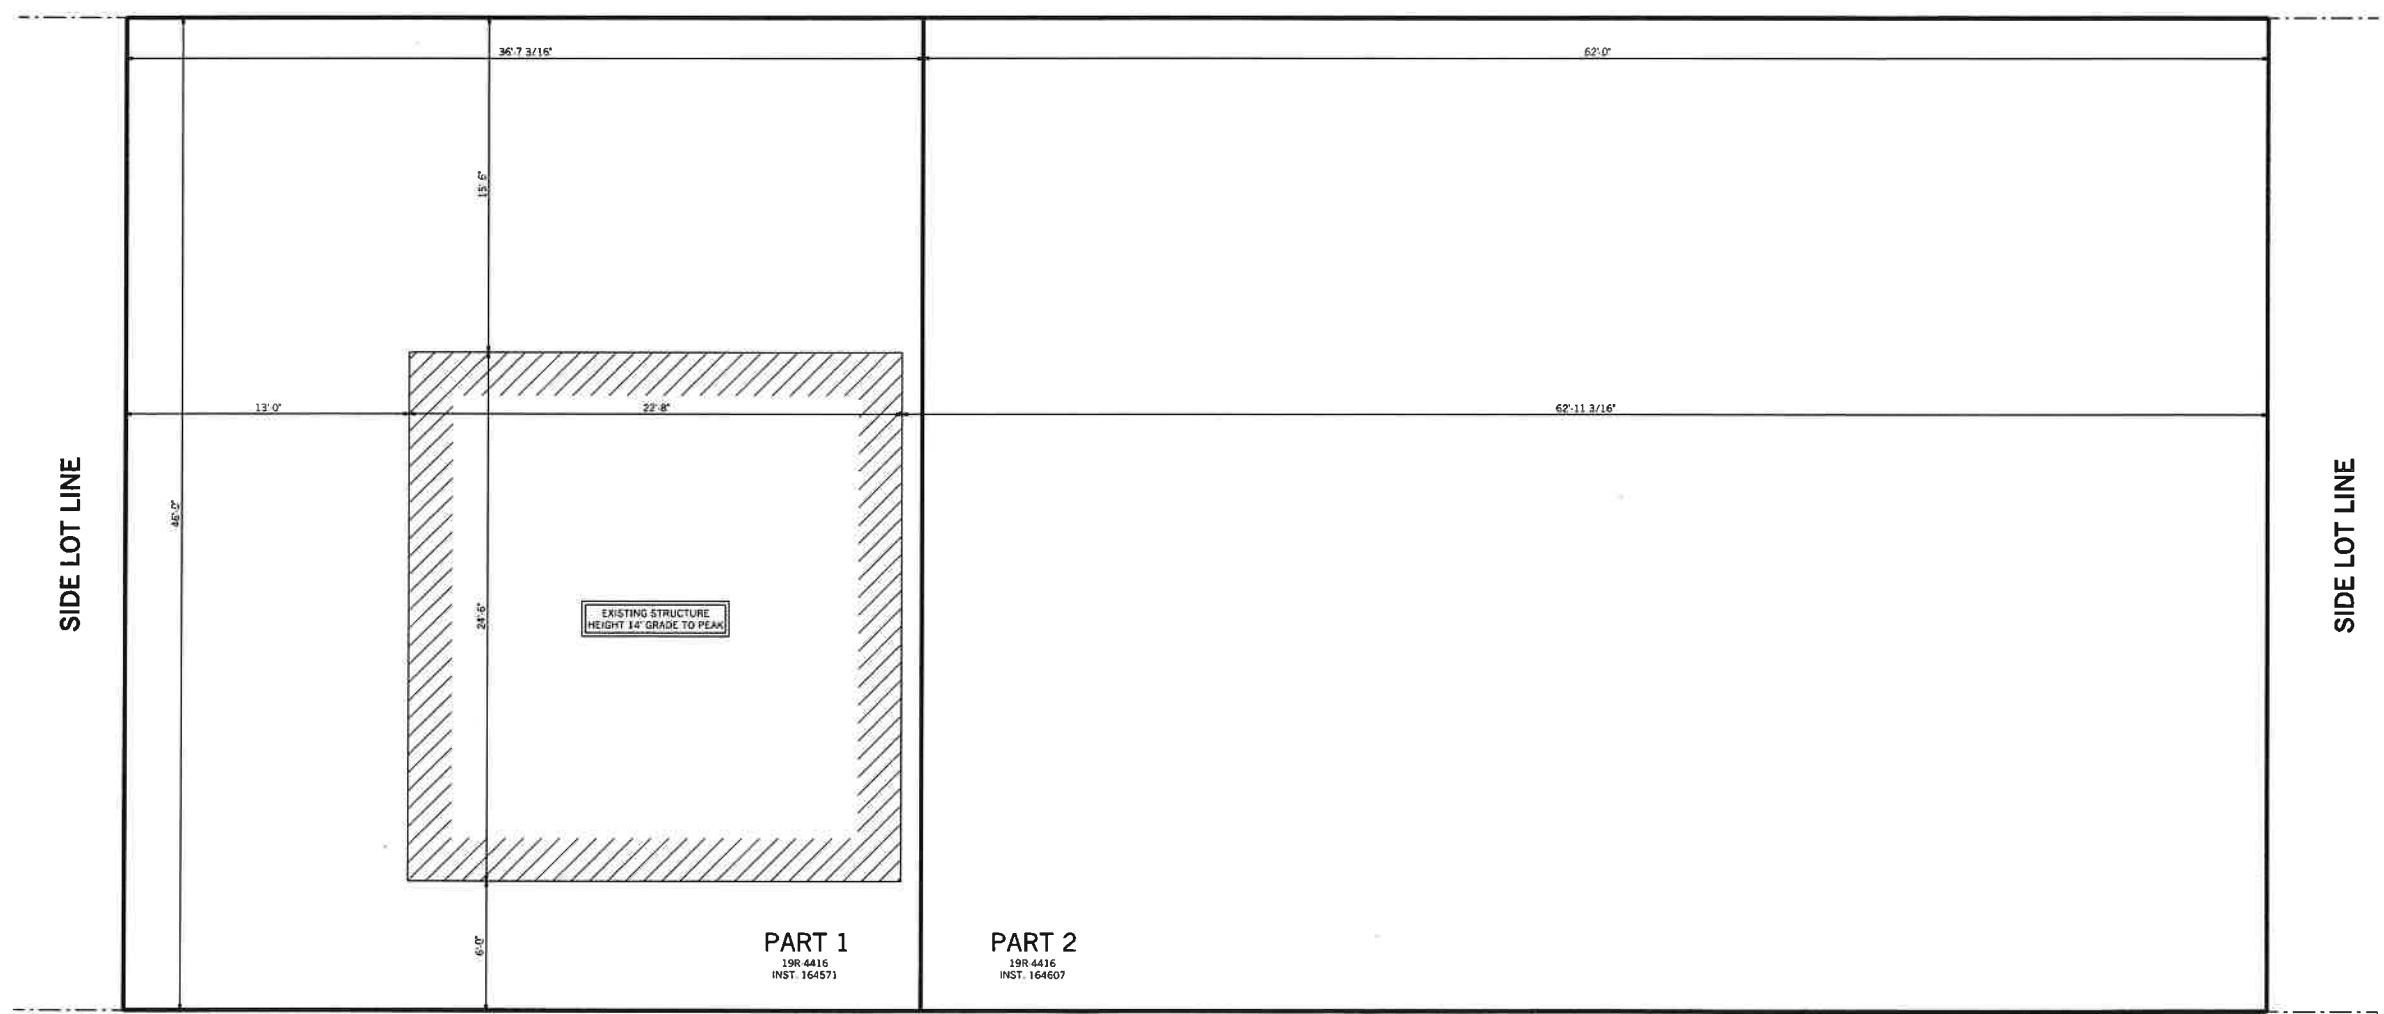 36'-7 3/16"
62'-0"
15'-6"
13'-0"
22'-8"
62'-11 3/16"
SIDE LOT LINE
46'-0"
24'-6"
EXISTING STRUCTURE
HEIGHT 14' GRADE TO PEAK
SIDE LOT LINE
6'-0"
PART 1
19R-4416
INST. 164571
PART 2
19R-4416
INST. 164607